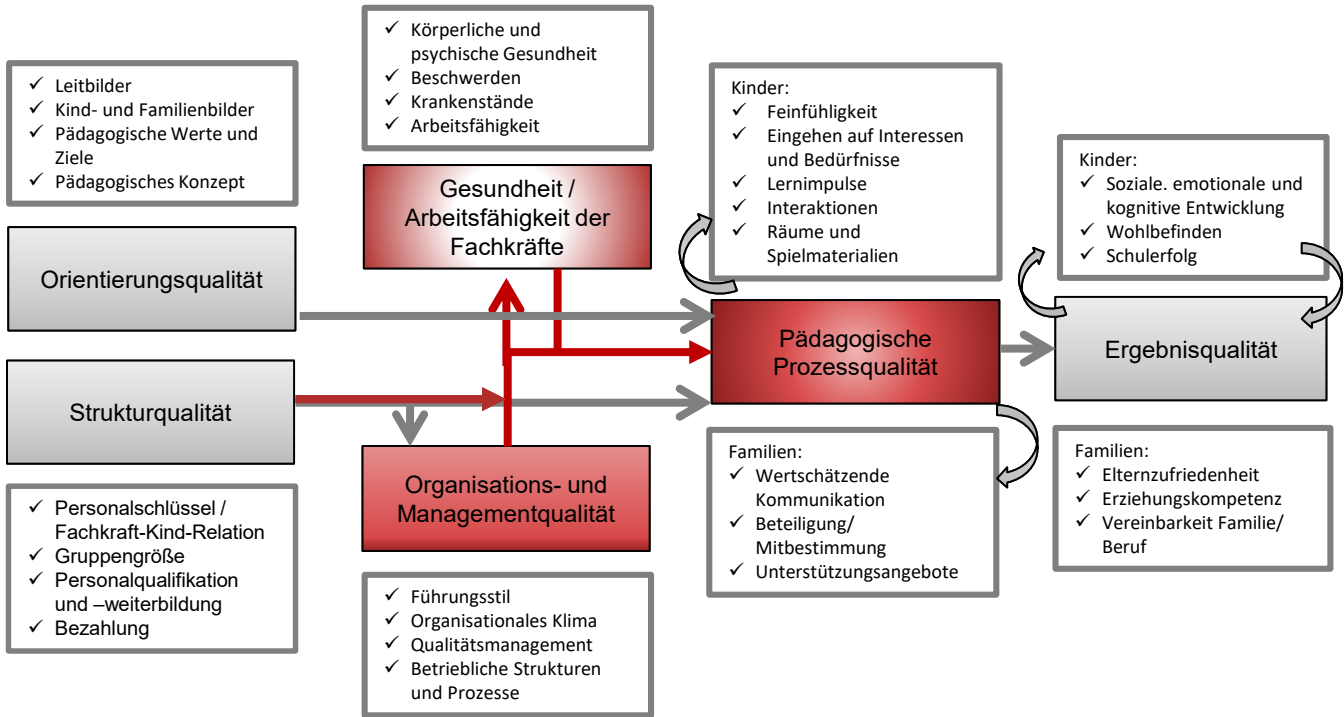 ✓ Leitbilder
✓ Kind- und Familienbilder
✓ Pädagogische Werte und
Ziele
✓ Pädagogisches Konzept
Orientierungsqualität
Strukturqualität
✓ Personalschlüssel /
Fachkraft-Kind-Relation
✓ Gruppengröße
✓ Personalqualifikation
und –weiterbildung
✓ Bezahlung
✓ Körperliche und
psychische Gesundheit
✓ Beschwerden
✓ Krankenstände
✓ Arbeitsfähigkeit
Gesundheit /
Arbeitsfähigkeit der
Fachkräfte
Organisations- und
Managementqualität
✓ Führungsstil
✓ Organisationales Klima
✓ Qualitätsmanagement
✓ Betriebliche Strukturen
und Prozesse
Kinder:
✓ Feinfühligkeit
✓ Eingehen auf Interessen
und Bedürfnisse
✓ Lernimpulse
✓ Interaktionen
✓ Räume und
Spielmaterialien
Pädagogische
Prozessqualität
Familien:
✓ Wertschätzende
Kommunikation
✓ Beteiligung/
Mitbestimmung
✓ Unterstützungsangebote
Kinder:
✓ Soziale. emotionale und
kognitive Entwicklung
✓ Wohlbefinden
✓ Schulerfolg
Ergebnisqualität
Familien:
✓ Elternzufriedenheit
✓ Erziehungskompetenz
✓ Vereinbarkeit Familie/
Beruf